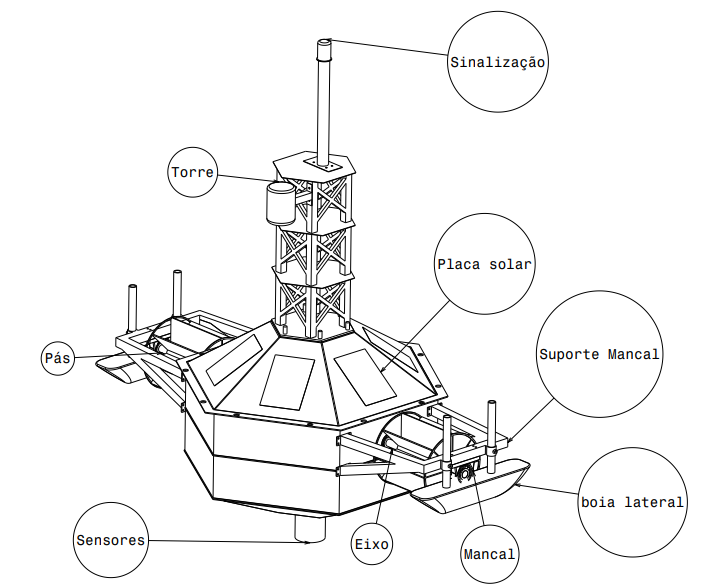 Sinalização
Torre
Placa solar
Pás
Suporte Mancal
boia lateral
Sensores
Eixo
Mancal